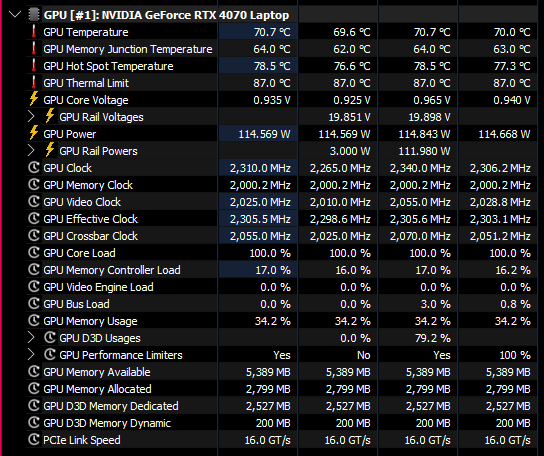 GPU [#1]: NVIDIA GeForce RTX 4070 Laptop
GPU Temperature 70.7 °C 69.6 °C 70.7 °C 70.0 °C
GPU Memory Junction Temperature 64.0 °C 62.0 °C 64.0 °C 63.0 °C
GPU Hot Spot Temperature 78.5 °C 76.6 °C 78.5 °C 77.3 °C
GPU Thermal Limit 87.0 °C 87.0 °C 87.0 °C 87.0 °C
GPU Core Voltage 0.935 V 0.925 V 0.965 V 0.940 V
GPU Rail Voltages 19.851 V 19.898 V
GPU Power 114.569 W 114.569 W 114.843 W 114.668 W
GPU Rail Powers 3.000 W 111.980 W
GPU Clock 2,310.0 MHz 2,265.0 MHz 2,340.0 MHz 2,306.2 MHz
GPU Memory Clock 2,000.2 MHz 2,000.2 MHz 2,000.2 MHz 2,000.2 MHz
GPU Video Clock 2,025.0 MHz 2,010.0 MHz 2,055.0 MHz 2,028.8 MHz
GPU Effective Clock 2,305.5 MHz 2,298.6 MHz 2,305.6 MHz 2,303.1 MHz
GPU Crossbar Clock 2,055.0 MHz 2,025.0 MHz 2,070.0 MHz 2,051.2 MHz
GPU Core Load 100.0 % 100.0 % 100.0 % 100.0 %
GPU Memory Controller Load 17.0 % 16.0 % 17.0 % 16.2 %
GPU Video Engine Load 0.0 % 0.0 % 0.0 % 0.0 %
GPU Bus Load 0.0 % 0.0 % 3.0 % 0.8 %
GPU Memory Usage 34.2 % 34.2 % 34.2 % 34.2 %
GPU D3D Usages 0.0 % 79.2 %
GPU Performance Limiters Yes No Yes 100 %
GPU Memory Available 5,389 MB 5,389 MB 5,389 MB 5,389 MB
GPU Memory Allocated 2,799 MB 2,799 MB 2,799 MB 2,799 MB
GPU D3D Memory Dedicated 2,527 MB 2,527 MB 2,527 MB 2,527 MB
GPU D3D Memory Dynamic 200 MB 200 MB 200 MB 200 MB
PCIe Link Speed 16.0 GT/s 16.0 GT/s 16.0 GT/s 16.0 GT/s